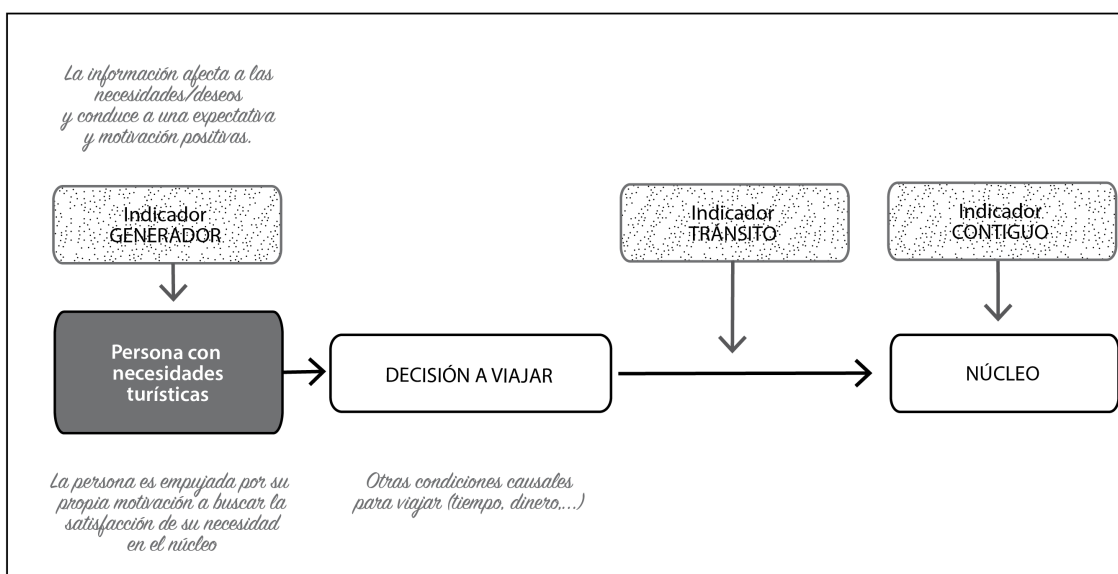 La información afecta a las
necesidades/deseos
y conduce a una expectativa
y motivación positivas.
Indicador
GENERADOR
Indicador
TRÁNSITO
Indicador
CONTIGUO
Persona con
necesidades
turísticas
DECISIÓN A VIAJAR
NÚCLEO
La persona es empujada por su
propia motivación a buscar la
satisfacción de su necesidad
en el núcleo
Otras condiciones causales
para viajar (tiempo, dinero,...)